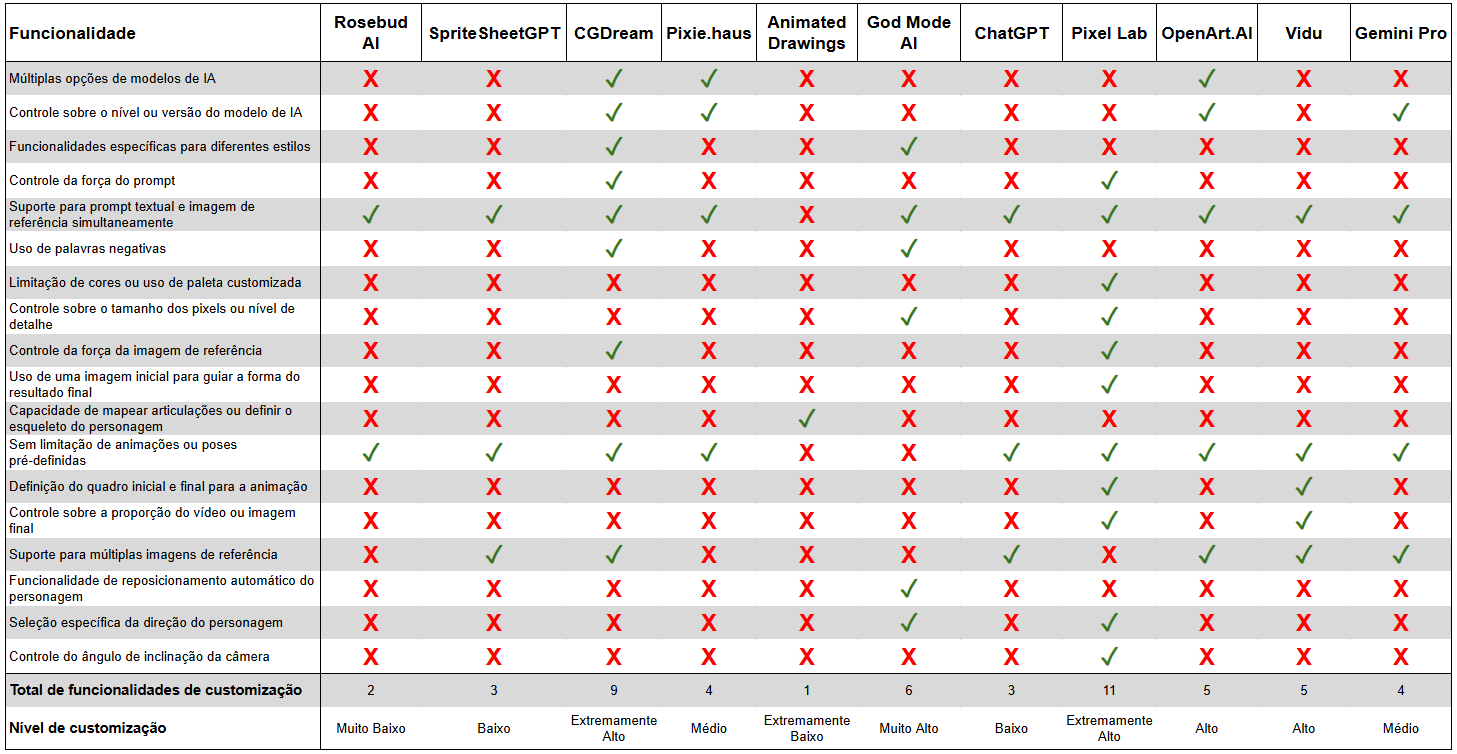 Funcionalidade Rosebud AI SpriteSheetGPT CGDream Pixie.haus Animated Drawings God Mode AI ChatGPT Pixel Lab OpenArt.AI Vidu Gemini Pro
Múltiplas opções de modelos de IA X X ✓ ✓ X X X X ✓ X X
Controle sobre o nível ou versão do modelo de IA X X ✓ ✓ X X X X ✓ X ✓
Funcionalidades específicas para diferentes estilos X X ✓ X X ✓ X X X X X
Controle da força do prompt X X ✓ X X X X ✓ X X X
Suporte para prompt textual e imagem de
referência simultaneamente ✓ ✓ ✓ ✓ X ✓ ✓ ✓ ✓ ✓ ✓
Uso de palavras negativas X X ✓ X X ✓ X X X X X
Limitação de cores ou uso de paleta customizada X X X X X X X ✓ X X X
Controle sobre o tamanho dos pixels ou nível de
detalhe X X X X X ✓ X ✓ X X X
Controle da força da imagem de referência X X ✓ X X X X ✓ X X X
Uso de uma imagem inicial para guiar a forma do
resultado final X X X X X X X ✓ X X X
Capacidade de mapear articulações ou definir o
esqueleto do personagem X X X X ✓ X X X X X X
Sem limitação de animações ou poses
pré-definidas ✓ ✓ ✓ ✓ X X ✓ ✓ ✓ ✓ ✓
Definição do quadro inicial e final para a animação X X X X X X X ✓ X ✓ X
Controle sobre a proporção do vídeo ou imagem
final X X X X X X X ✓ X ✓ X
Suporte para múltiplas imagens de referência X ✓ ✓ X X X ✓ X ✓ ✓ ✓
Funcionalidade de reposicionamento automático do
personagem X X X X X ✓ X X X X X
Seleção específica da direção do personagem X X X X X ✓ X ✓ X X X
Controle do ângulo de inclinação da câmera X X X X X X X ✓ X X X
Total de funcionalidades de customização 2 3 9 4 1 6 3 11 5 5 4
Nível de customização Muito Baixo Baixo Extremamente Alto Médio Extremamente Baixo Muito Alto Baixo Extremamente Alto Alto Alto Médio